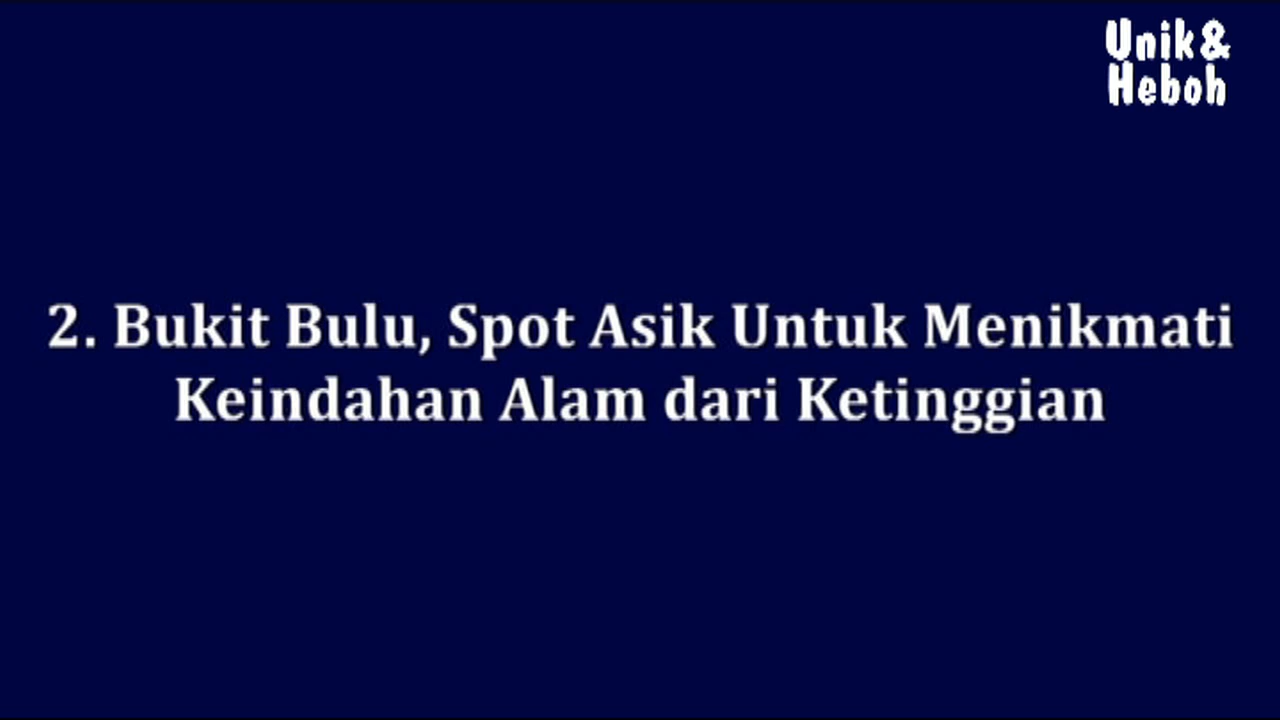 Unik&
Heboh
2. Bukit Bulu, Spot Asik Untuk Menikmati
Keindahan Alam dari Ketinggian